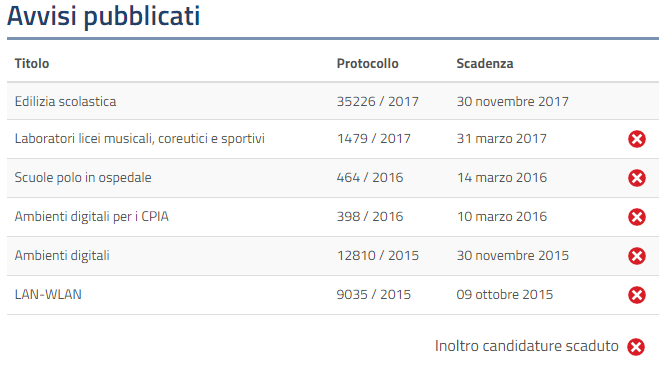 Avvisi pubblicati
Titolo Protocollo Scadenza
Edilizia scolastica 35226 / 2017 30 novembre 2017
Laboratori licei musicali, coreutici e sportivi 1479 / 2017 31 marzo 2017
Scuole polo in ospedale 464 / 2016 14 marzo 2016
Ambienti digitali per i CPIA 398 / 2016 10 marzo 2016
Ambienti digitali 12810 / 2015 30 novembre 2015
LAN-WLAN 9035 / 2015 09 ottobre 2015
Inoltro candidature scaduto